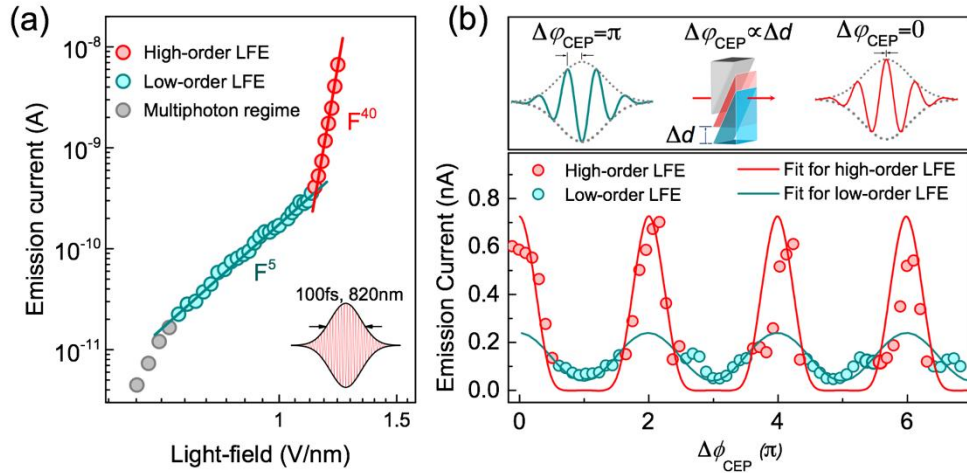 (a)
10⁻⁸
10⁻⁹
10⁻¹⁰
10⁻¹¹
Emission current (A)
High-order LFE
Low-order LFE
Multiphoton regime
F⁴⁰
F⁵
100fs, 820nm
1 1.5
Light-field (V/nm)
(b)
Δφ_CEP=π Δφ_CEP∝Δd Δφ_CEP=0
Δd
High-order LFE Fit for high-order LFE
Low-order LFE Fit for low-order LFE
Emission Current (nA)
0.8
0.6
0.4
0.2
0.0
0 2 4 6
Δϕ_CEP (π)